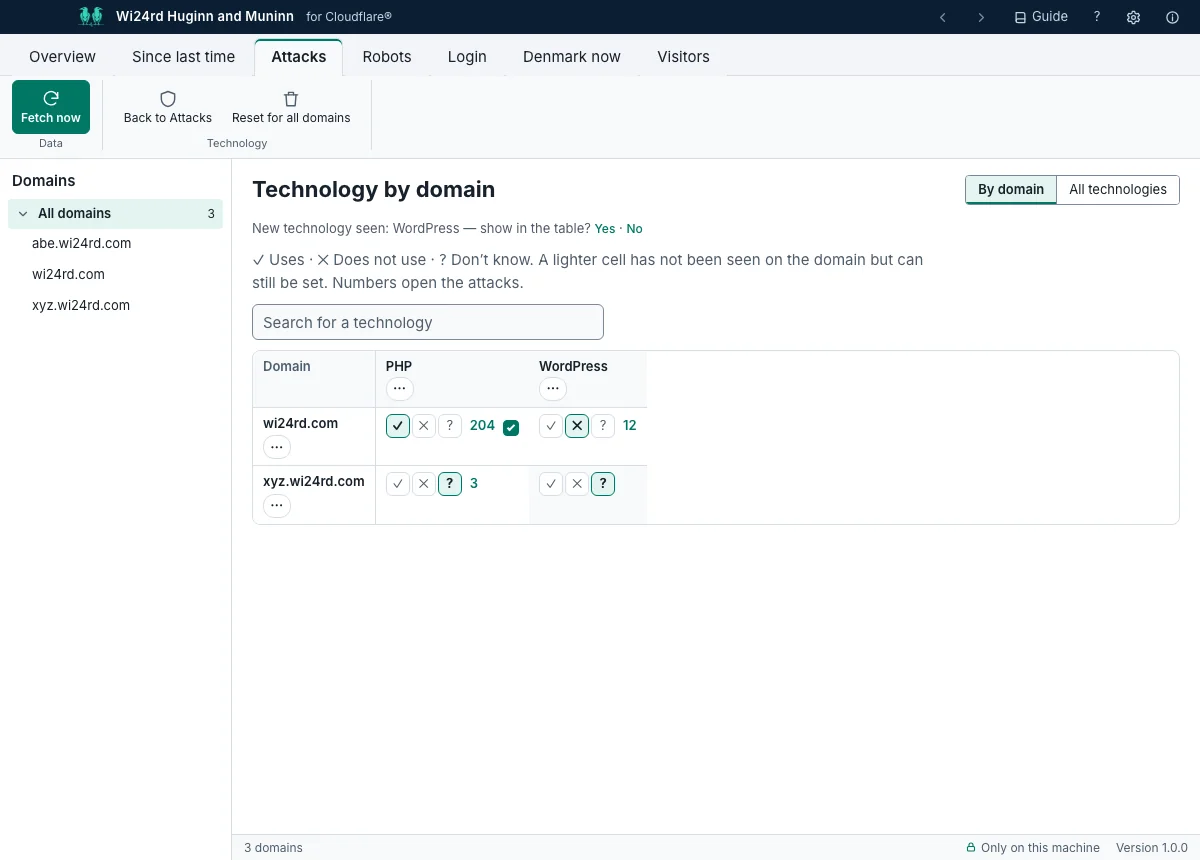 Wi24rd Huginn and Muninn for Cloudflare®
Guide ?
Overview Since last time Attacks Robots Login Denmark now Visitors
Fetch now
Back to Attacks Reset for all domains
Data Technology
Domains
All domains 3
abe.wi24rd.com
wi24rd.com
xyz.wi24rd.com
Technology by domain
By domain All technologies
New technology seen: WordPress — show in the table? Yes · No
✓ Uses · ✕ Does not use · ? Don’t know. A lighter cell has not been seen on the domain but can
still be set. Numbers open the attacks.
Search for a technology
Domain PHP WordPress
··· ···
wi24rd.com ✓ ✕ ? 204 ✓ ✓ ✕ ? 12
···
xyz.wi24rd.com ✓ ✕ ? 3 ✓ ✕ ?
···
3 domains Only on this machine Version 1.0.0